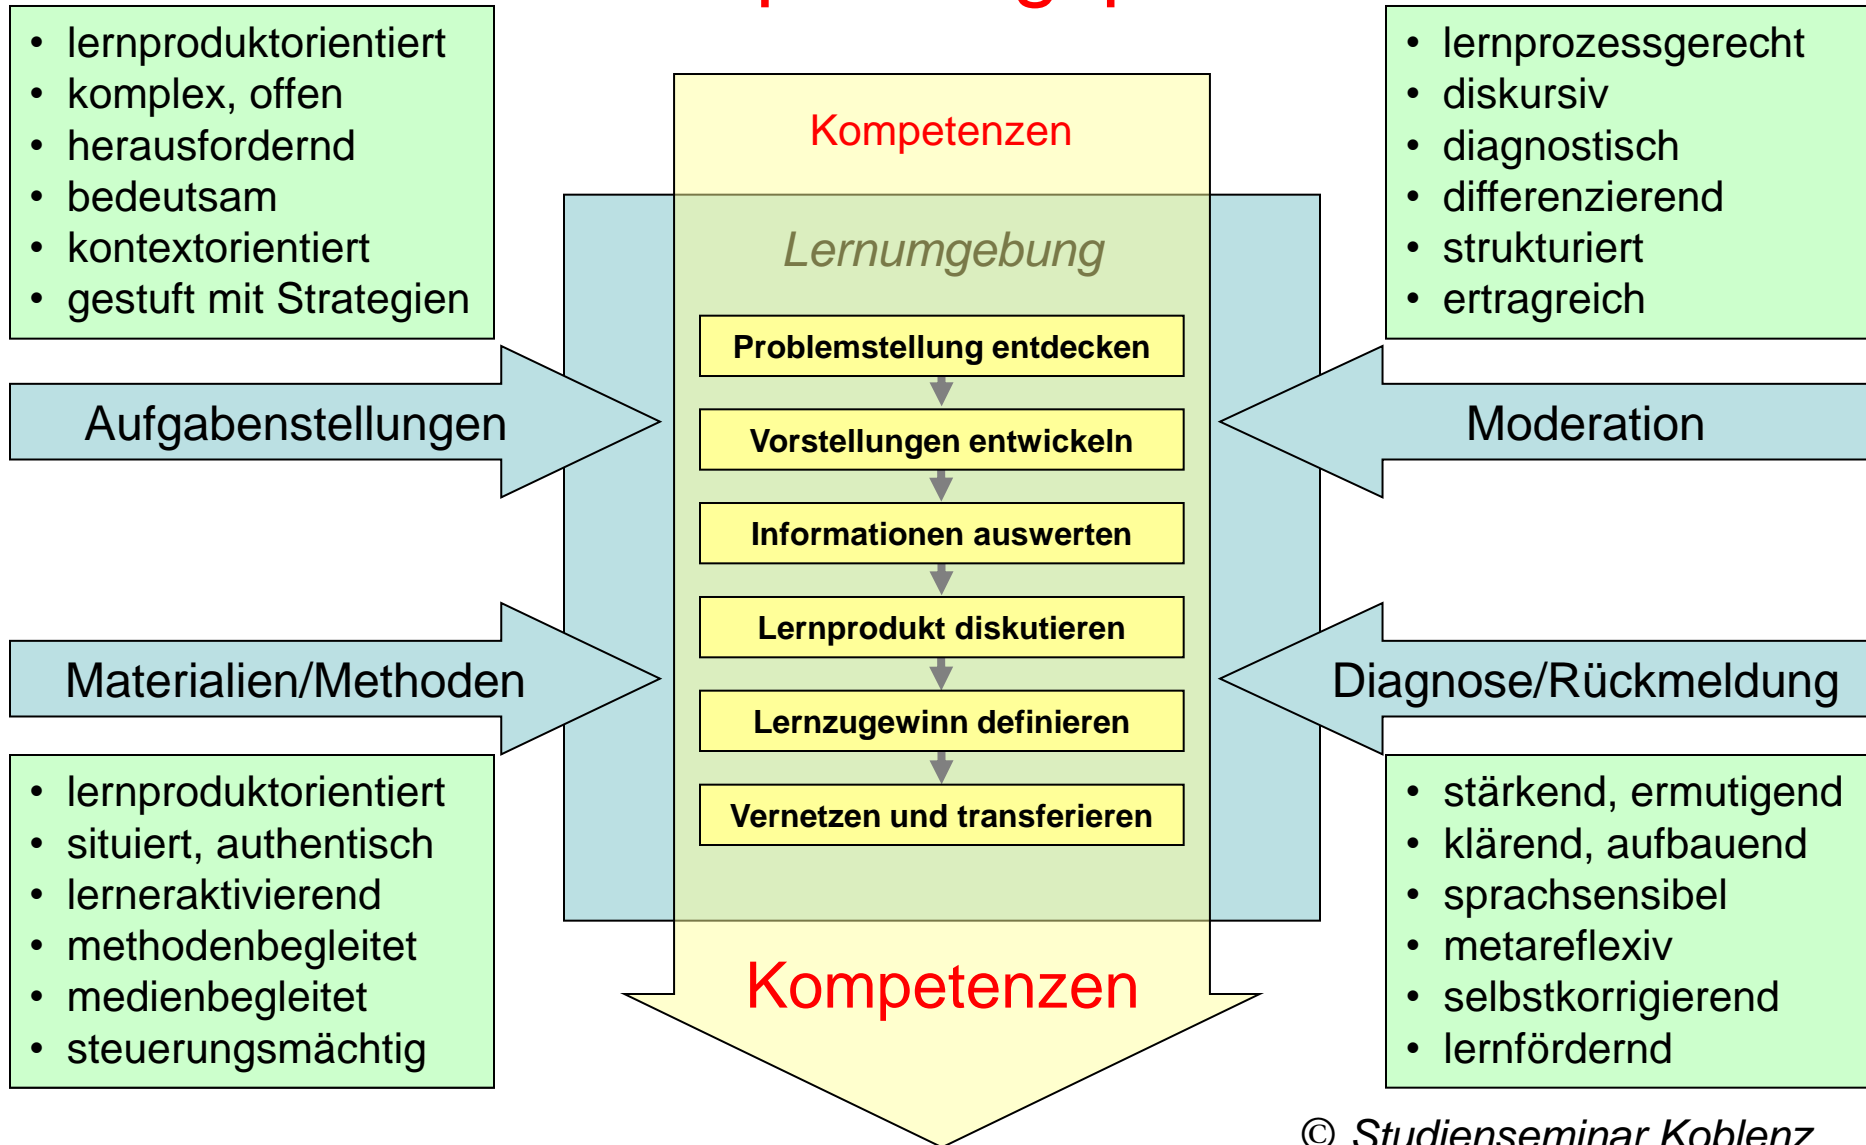 • lernproduktorientiert
• komplex, offen
• herausfordernd
• bedeutsam
• kontextorientiert
• gestuft mit Strategien
Kompetenzen
Lernumgebung
• lernprozessgerecht
• diskursiv
• diagnostisch
• differenzierend
• strukturiert
• ertragreich
Aufgabenstellungen
Moderation
Problemstellung entdecken
Vorstellungen entwickeln
Informationen auswerten
Lernprodukt diskutieren
Lernzugewinn definieren
Vernetzen und transferieren
Materialien/Methoden
Diagnose/Rückmeldung
• lernproduktorientiert
• situiert, authentisch
• lerneraktivierend
• methodenbegleitet
• medienbegleitet
• steuerungsmächtig
Kompetenzen
• stärkend, ermutigend
• klärend, aufbauend
• sprachsensibel
• metareflexiv
• selbstkorrigierend
• lernfördernd
© Studienseminar Koblenz